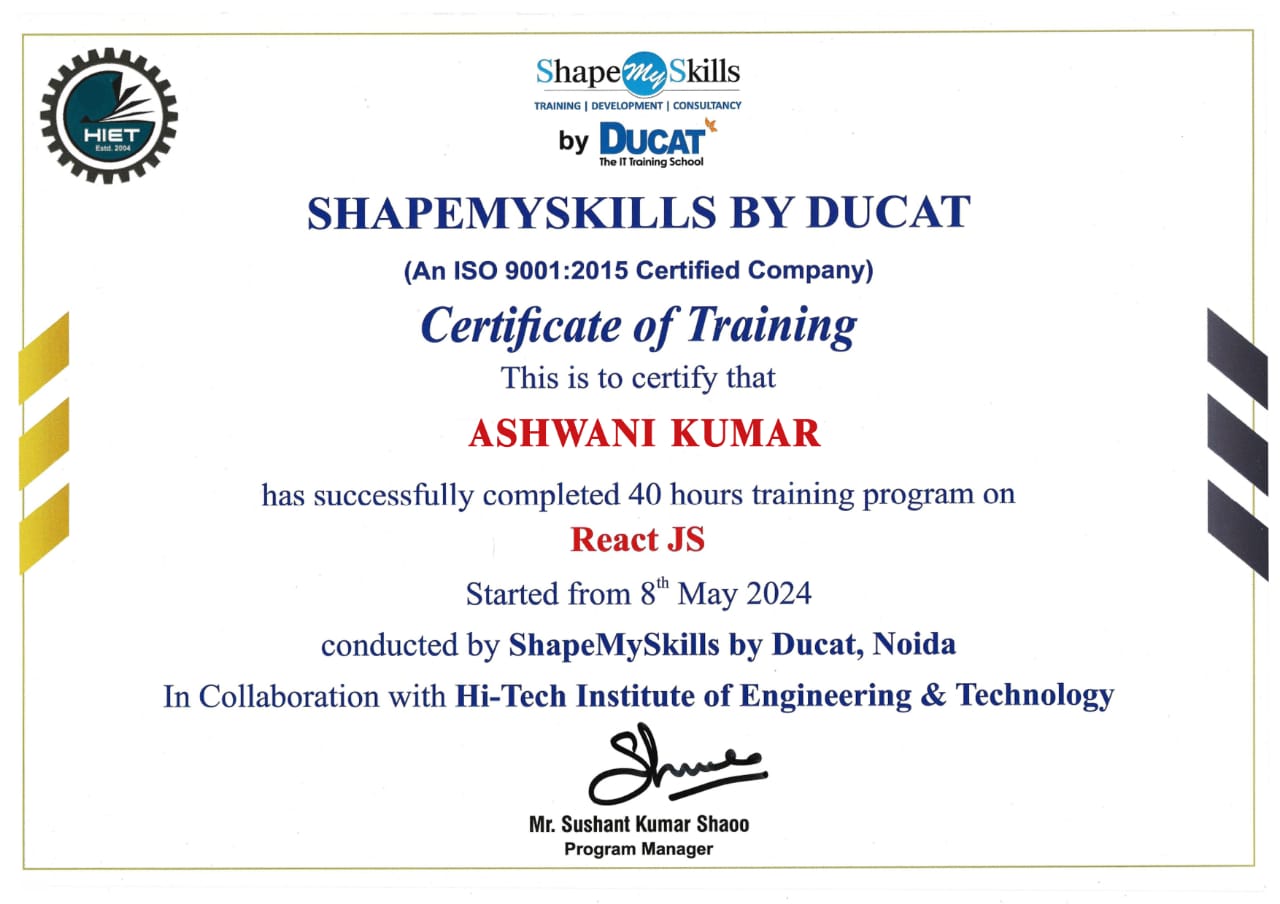 HIET
Estd. 2004
ShapeMySkills
TRAINING | DEVELOPMENT | CONSULTANCY
by DUCAT
The IT Training School
SHAPEMYSKILLS BY DUCAT
(An ISO 9001:2015 Certified Company)
Certificate of Training
This is to certify that
ASHWANI KUMAR
has successfully completed 40 hours training program on
React JS
Started from 8th May 2024
conducted by ShapeMySkills by Ducat, Noida
In Collaboration with Hi-Tech Institute of Engineering & Technology
Mr. Sushant Kumar Shaoo
Program Manager